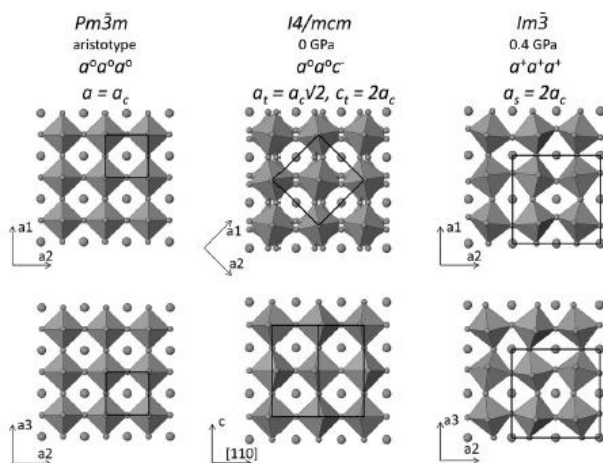 Pm3̄m
aristotype
a⁰a⁰a⁰
a = a_c
I4/mcm
0 GPa
a⁰a⁰c⁻
a_t = a_c√2, c_t = 2a_c
Im3̄
0.4 GPa
a⁺a⁺a⁺
a_s = 2a_c
a1
a2
a1
a2
a1
a2
a3
a2
c
[110]
a3
a2